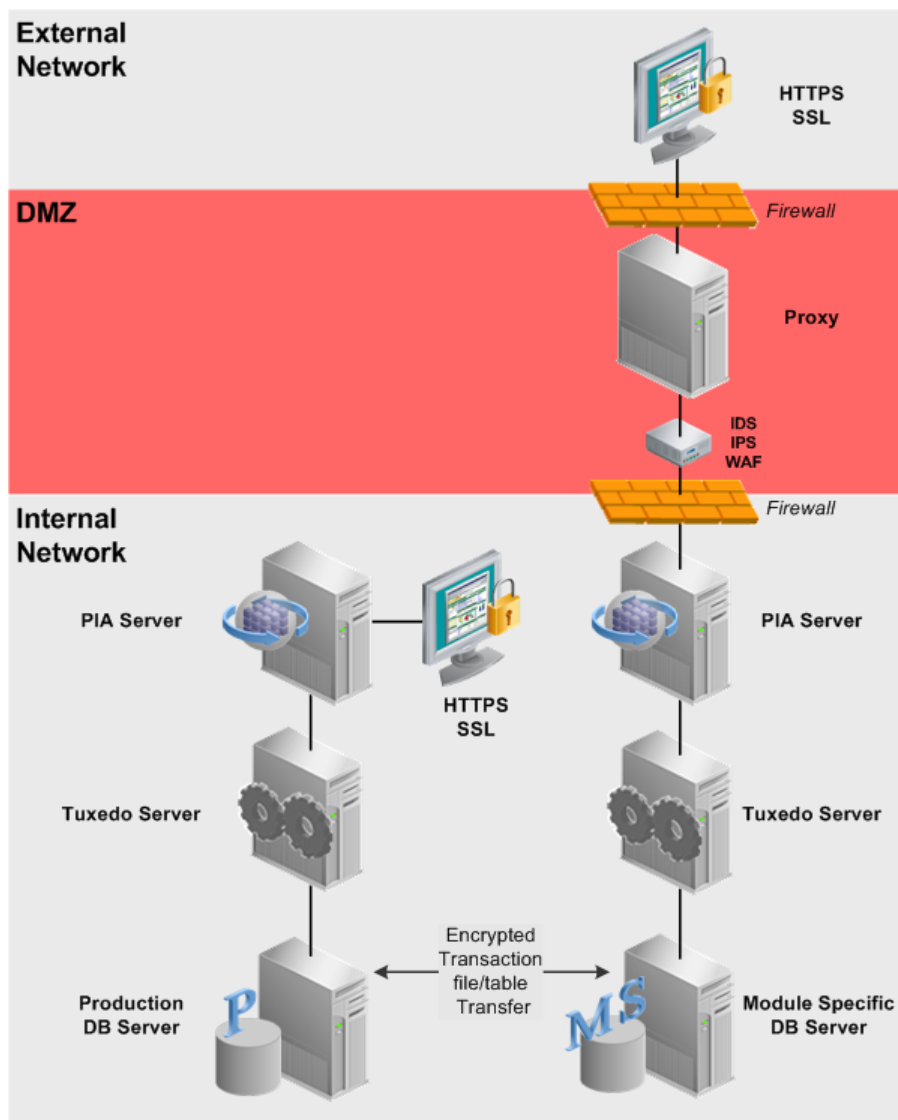 External
Network
HTTPS
SSL
DMZ
Firewall
Proxy
IDS
IPS
WAF
Internal
Network
Firewall
PIA Server
HTTPS
SSL
PIA Server
Tuxedo Server
Tuxedo Server
Encrypted
Transaction
file/table
Transfer
Production
DB Server
P
MS
Module Specific
DB Server